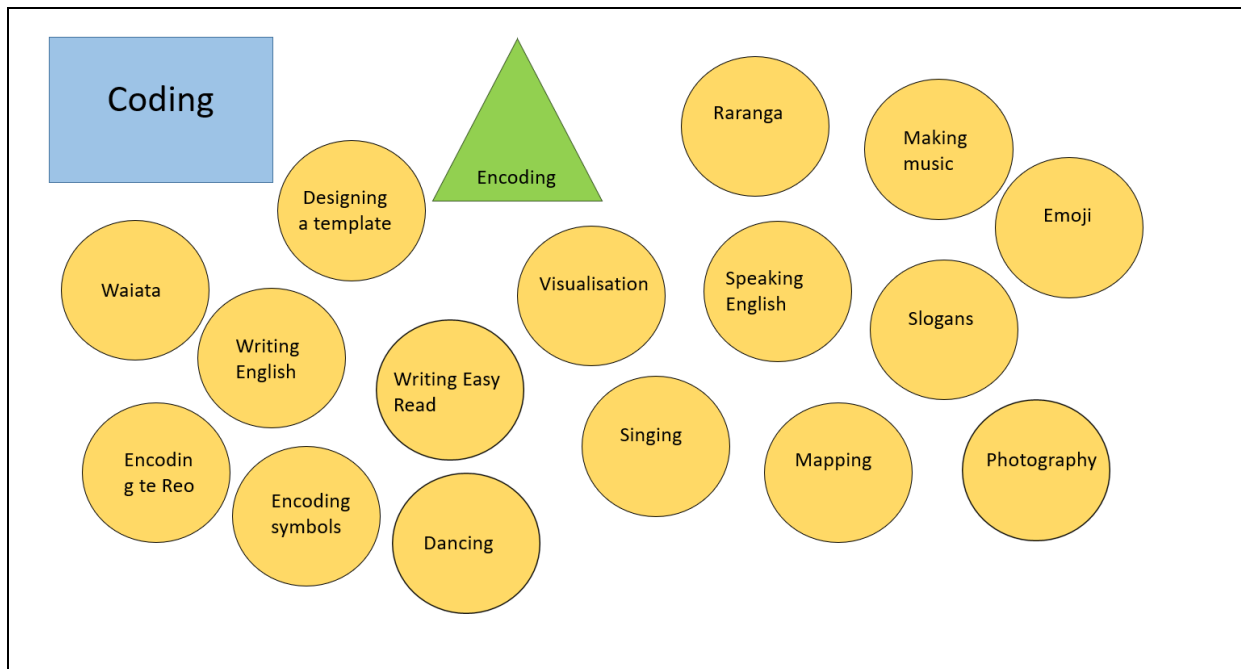 Coding
Encoding
Raranga
Making
music
Designing
a template
Emoji
Waiata
Visualisation
Speaking
English
Slogans
Writing
English
Writing Easy
Read
Singing
Mapping
Photography
Encodin
g te Reo
Encoding
symbols
Dancing